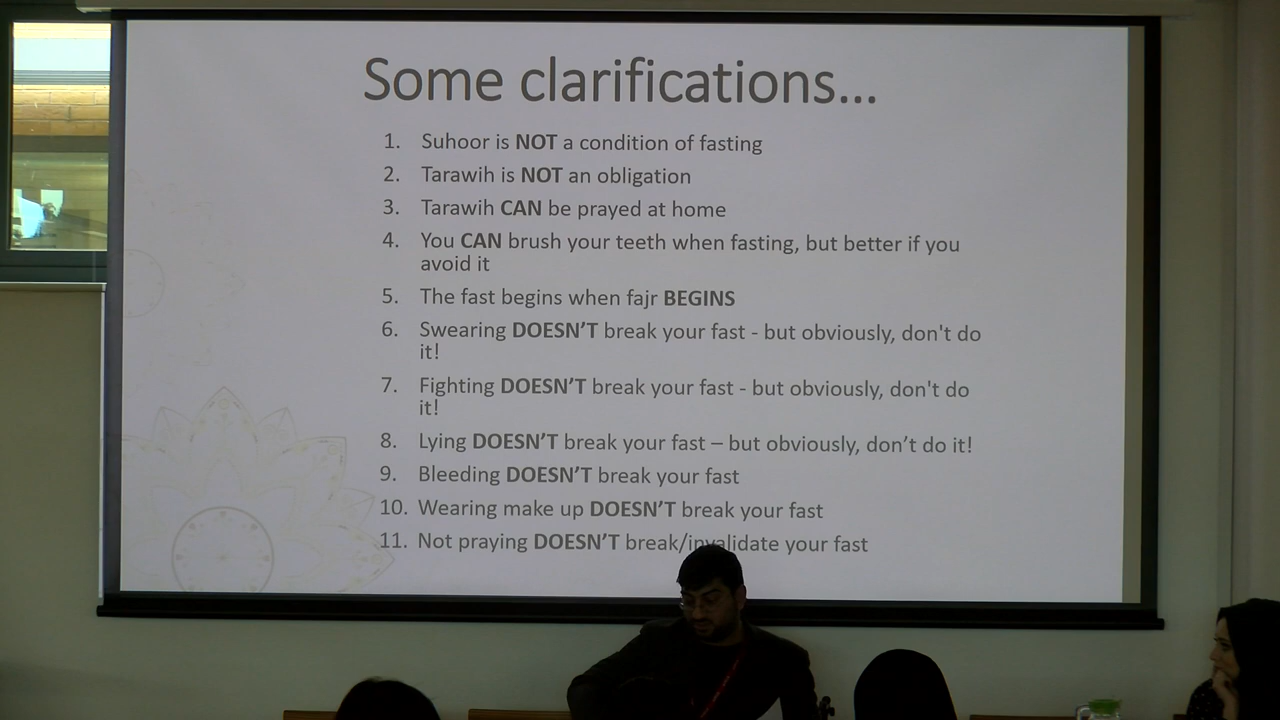 Some clarifications...
1. Suhoor is NOT a condition of fasting
2. Tarawih is NOT an obligation
3. Tarawih CAN be prayed at home
4. You CAN brush your teeth when fasting, but better if you
avoid it
5. The fast begins when fajr BEGINS
6. Swearing DOESN'T break your fast - but obviously, don't do
it!
7. Fighting DOESN'T break your fast - but obviously, don't do
it!
8. Lying DOESN'T break your fast – but obviously, don't do it!
9. Bleeding DOESN'T break your fast
10. Wearing make up DOESN'T break your fast
11. Not praying DOESN'T break/invalidate your fast